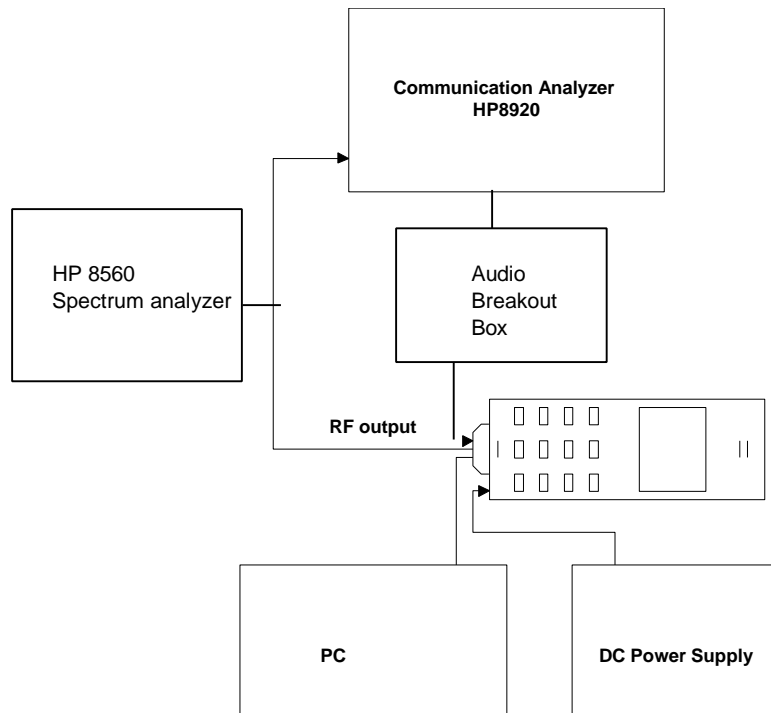 Communication Analyzer
HP8920
HP 8560
Spectrum analyzer
Audio
Breakout
Box
RF output
PC
DC Power Supply